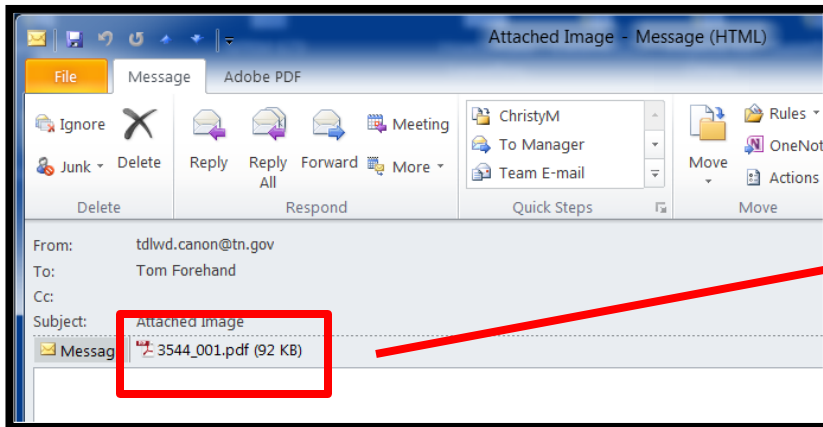 Attached Image - Message (HTML)
File Message Adobe PDF
Ignore
Junk
Delete
Reply
Reply All
Forward
Meeting
More
ChristyM
To Manager
Team E-mail
Move
Rules
OneNot
Actions
Delete Respond Quick Steps Move
From: tdlwd.canon@tn.gov
To: Tom Forehand
Cc:
Subject: Attached Image
Messag 3544_001.pdf (92 KB)